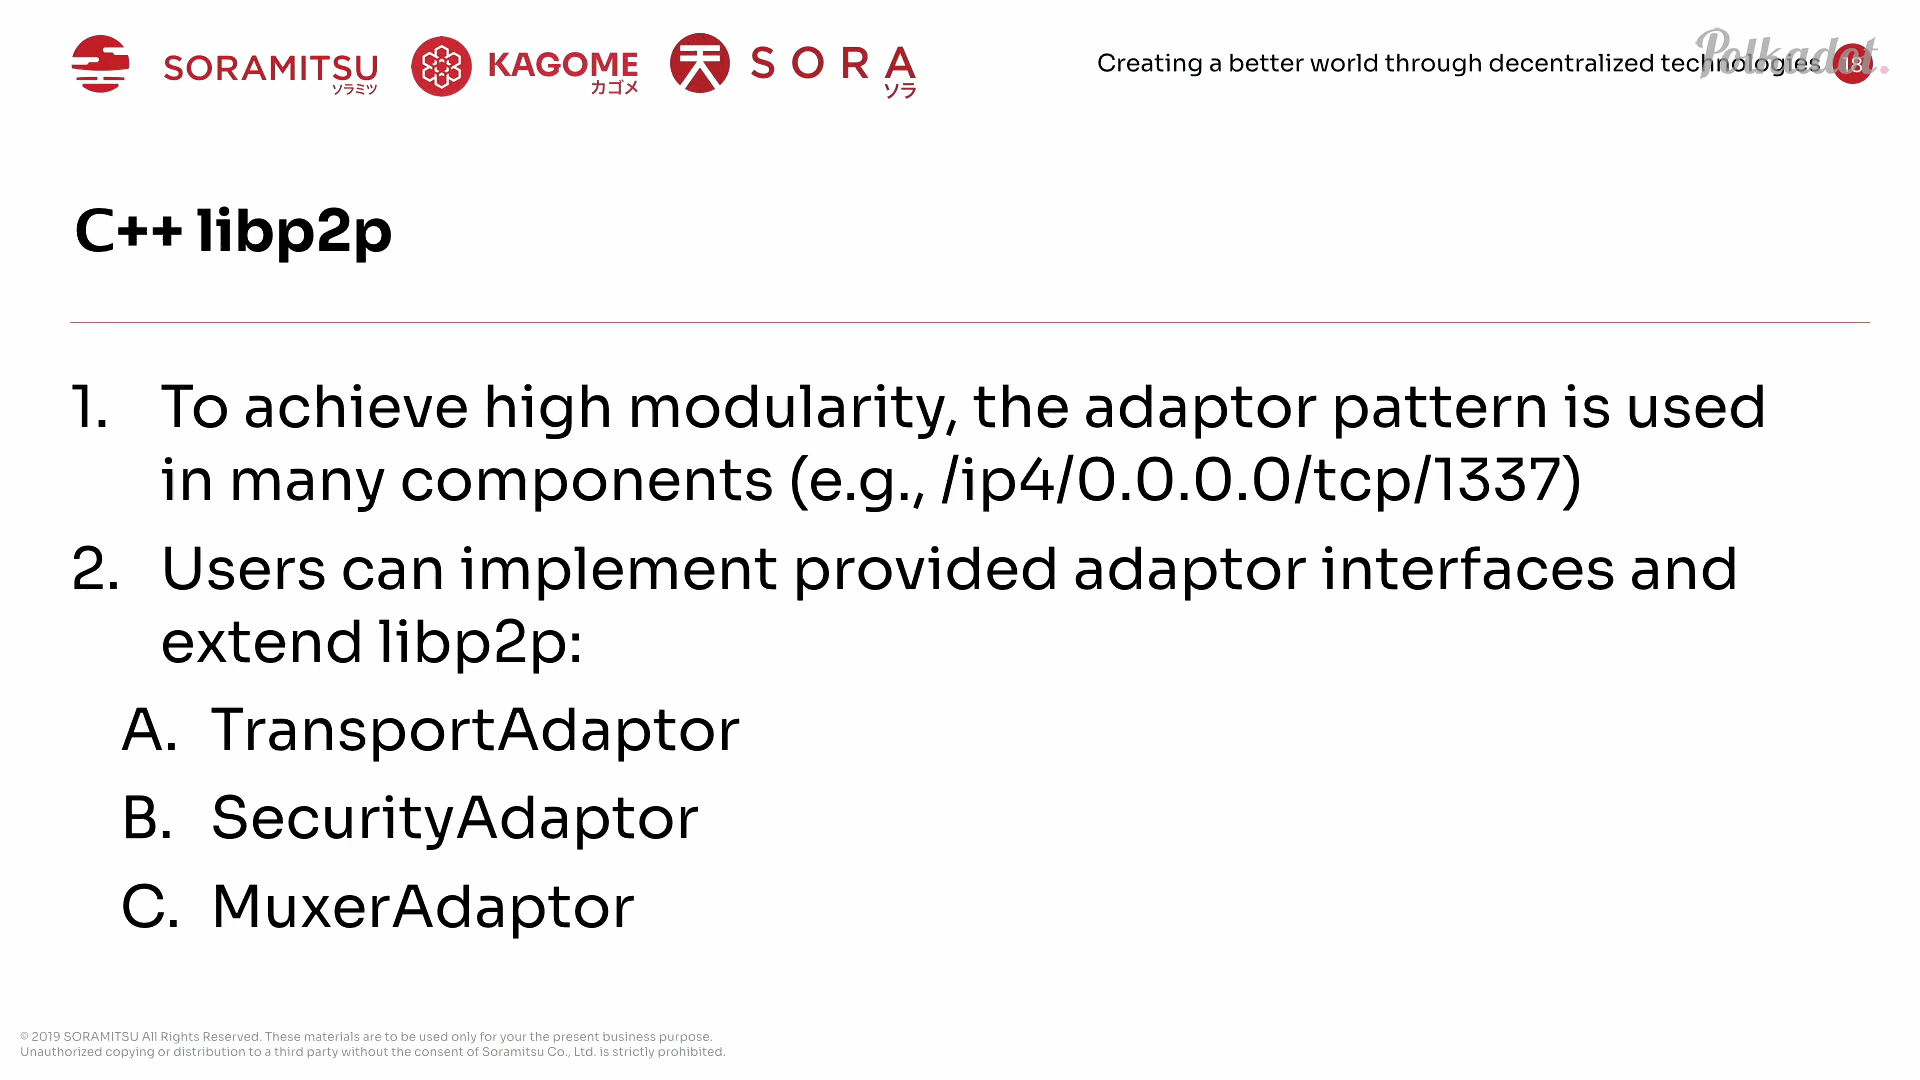 SORAMITSU
ソラミツ
KAGOME
カゴメ
天
SORA
ソラ
Creating a better world through decentralized technologies
18
Polkadot.
C++ libp2p
1. To achieve high modularity, the adaptor pattern is used
in many components (e.g., /ip4/0.0.0.0/tcp/1337)
2. Users can implement provided adaptor interfaces and
extend libp2p:
A. TransportAdaptor
B. SecurityAdaptor
C. MuxerAdaptor
© 2019 SORAMITSU All Rights Reserved. These materials are to be used only for your the present business purpose.
Unauthorized copying or distribution to a third party without the consent of Soramitsu Co., Ltd. is strictly prohibited.